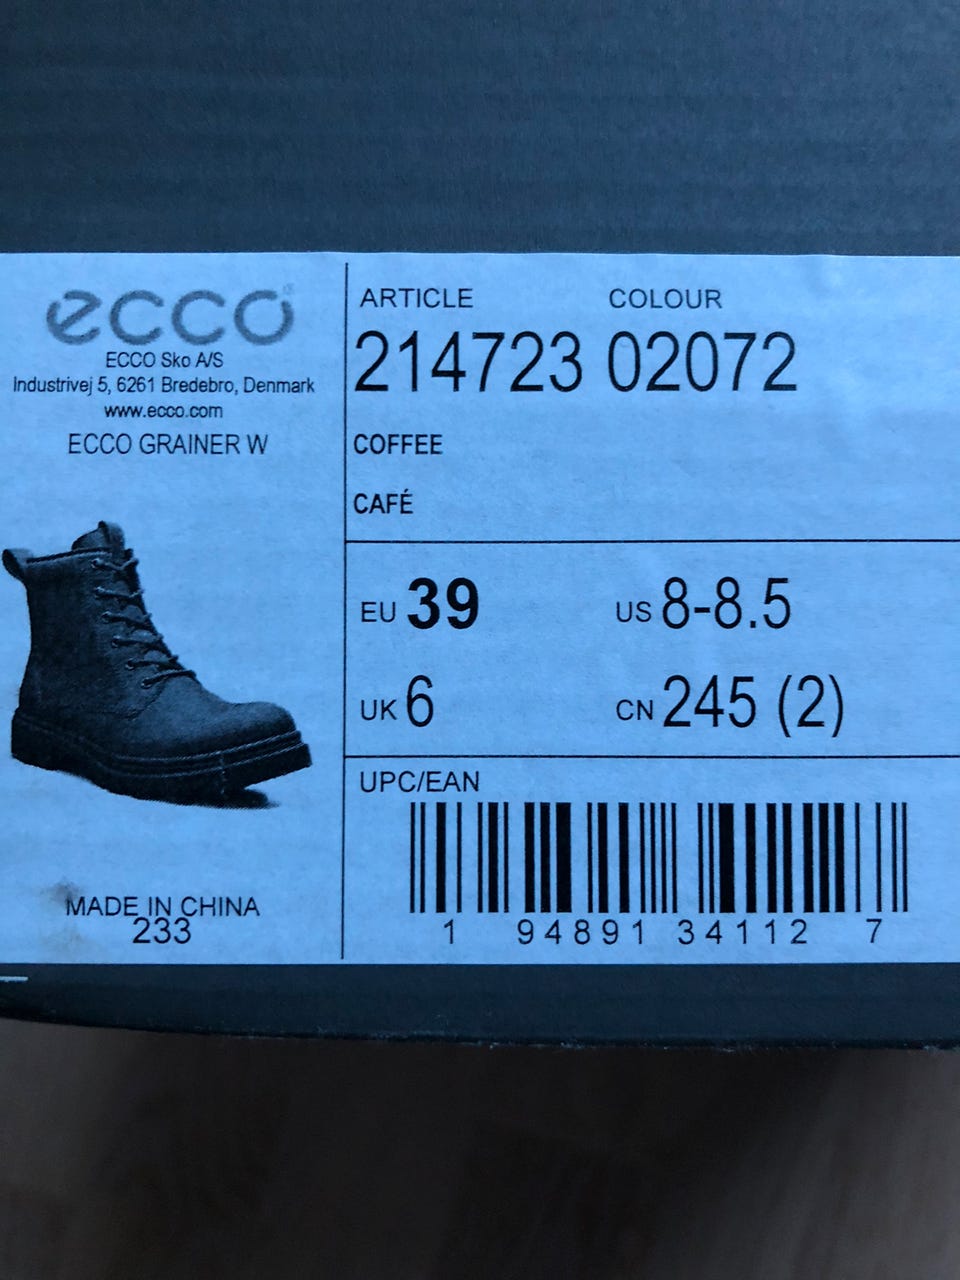 ecco
ECCO Sko A/S
Industrivej 5, 6261 Bredebro, Denmark
www.ecco.com
ECCO GRAINER W
MADE IN CHINA
233
ARTICLE COLOUR
214723 02072
COFFEE
CAFÉ
EU 39 US 8-8.5
UK 6 CN 245 (2)
UPC/EAN
1 94891 34112 7